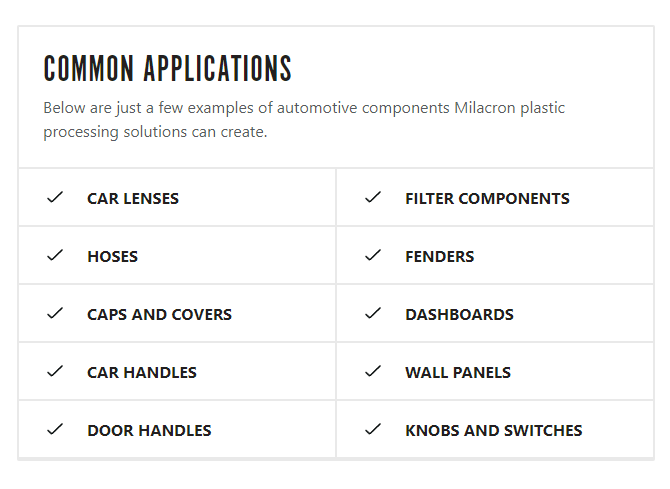 COMMON APPLICATIONS
Below are just a few examples of automotive components Milacron plastic
processing solutions can create.
CAR LENSES
FILTER COMPONENTS
HOSES
FENDERS
CAPS AND COVERS
DASHBOARDS
CAR HANDLES
WALL PANELS
DOOR HANDLES
KNOBS AND SWITCHES